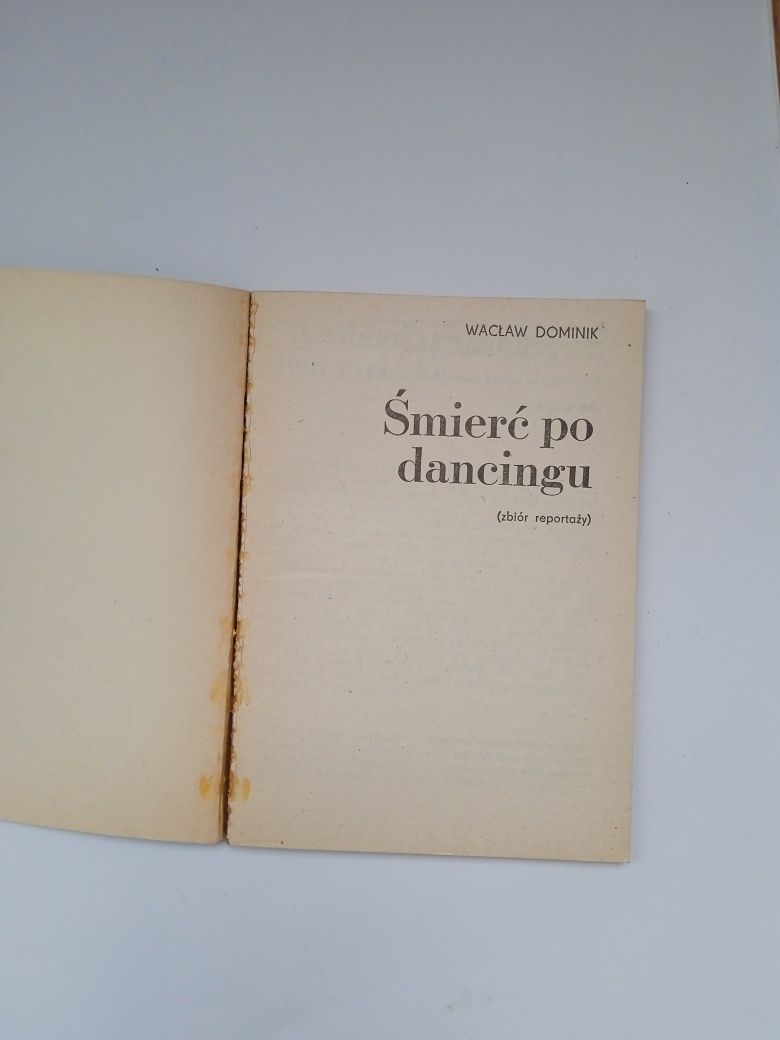 WACŁAW DOMINIK
Śmierć po
dancingu
(zbiór reportaży)